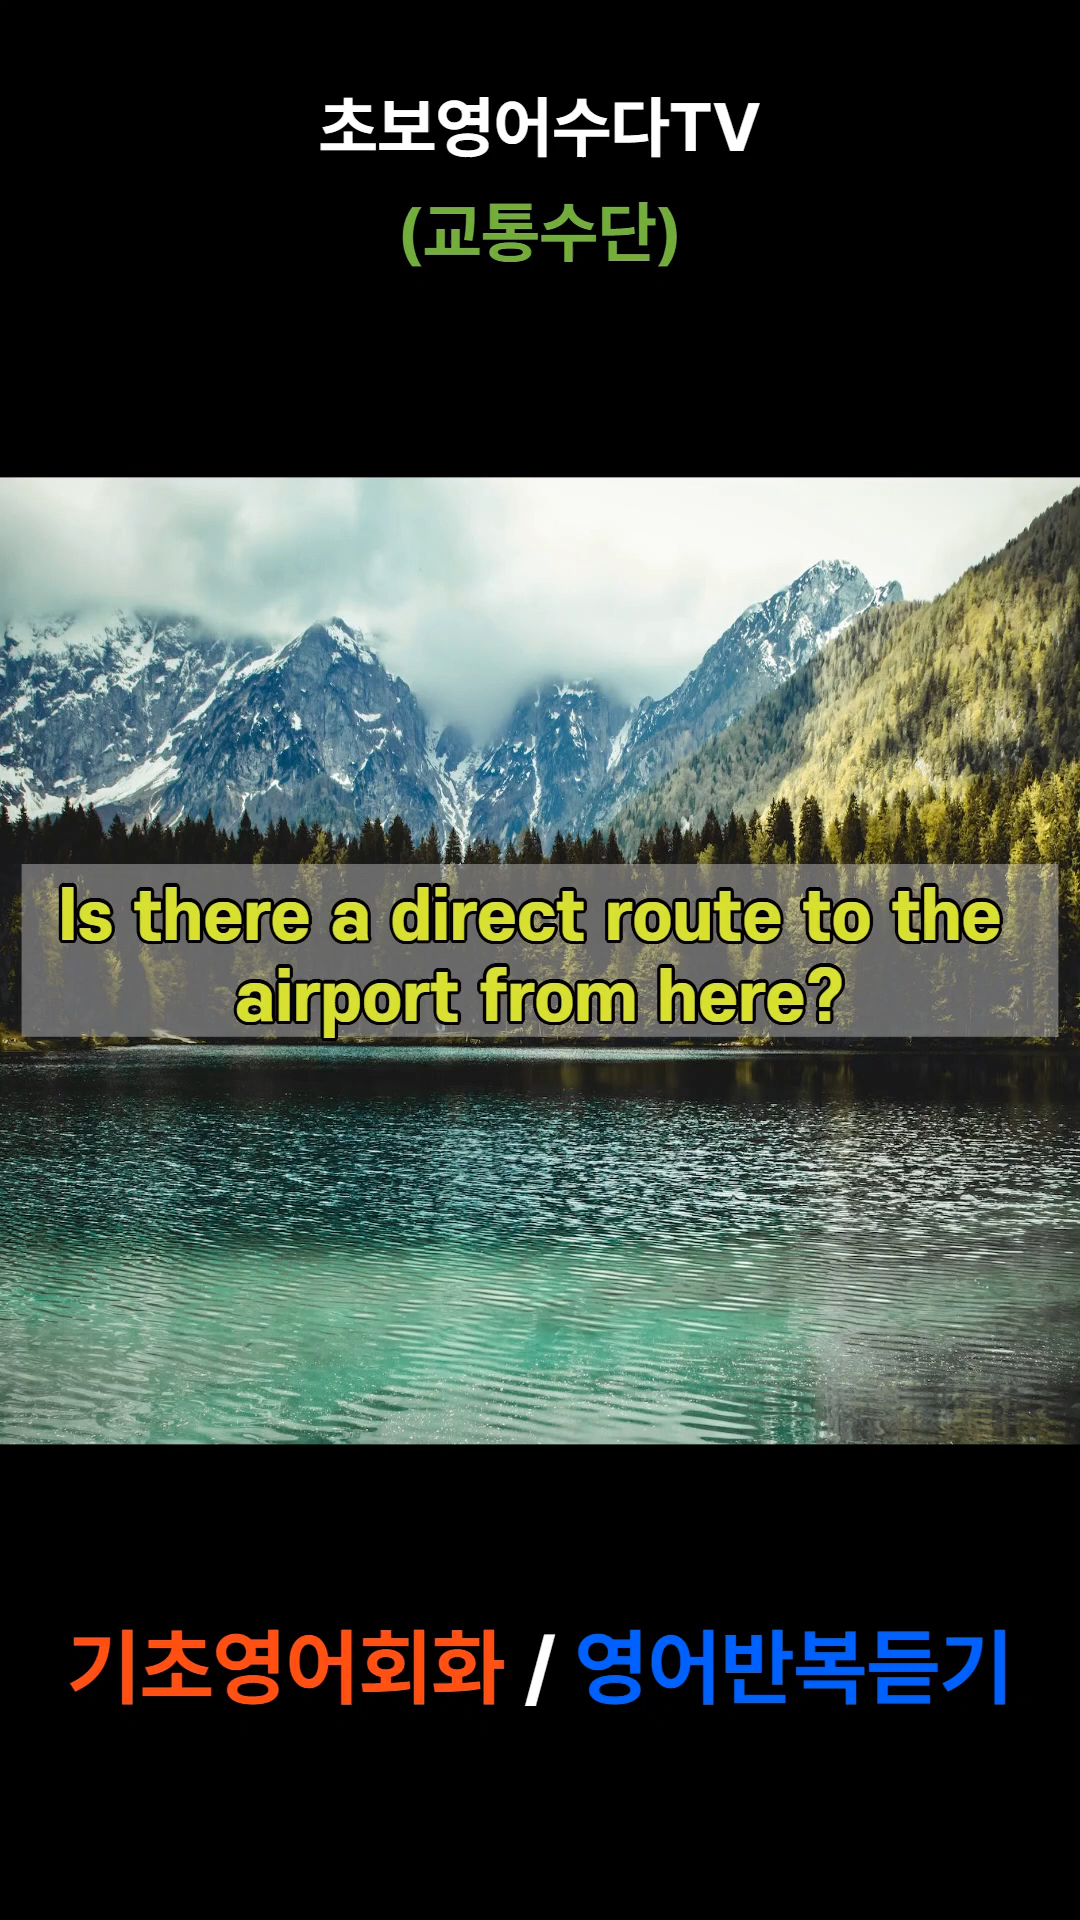 초보영어수다TV
(교통수단)
Is there a direct route to the
airport from here?
기초영어회화 / 영어반복듣기